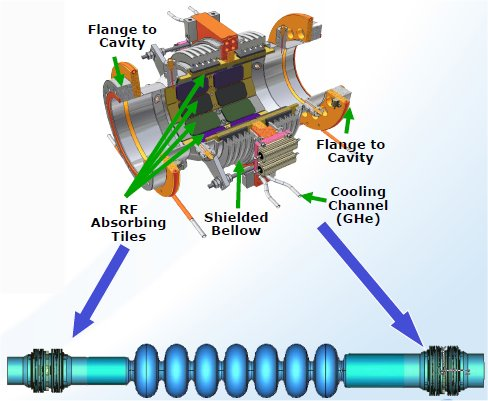 Flange to
Cavity
Flange to
Cavity
RF
Absorbing
Tiles
Shielded
Bellow
Cooling
Channel
(GHe)